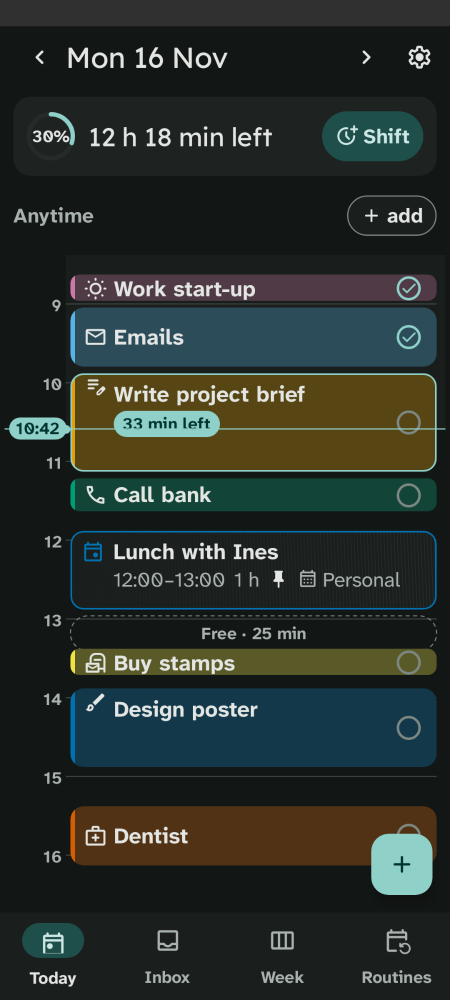 Mon 16 Nov
30% 12 h 18 min left Shift
Anytime + add
Work start-up
9
Emails
10
Write project brief
10:42 33 min left
11
Call bank
12
Lunch with Ines
12:00–13:00 1 h Personal
13
Free · 25 min
Buy stamps
14
Design poster
15
Dentist
16
Today Inbox Week Routines